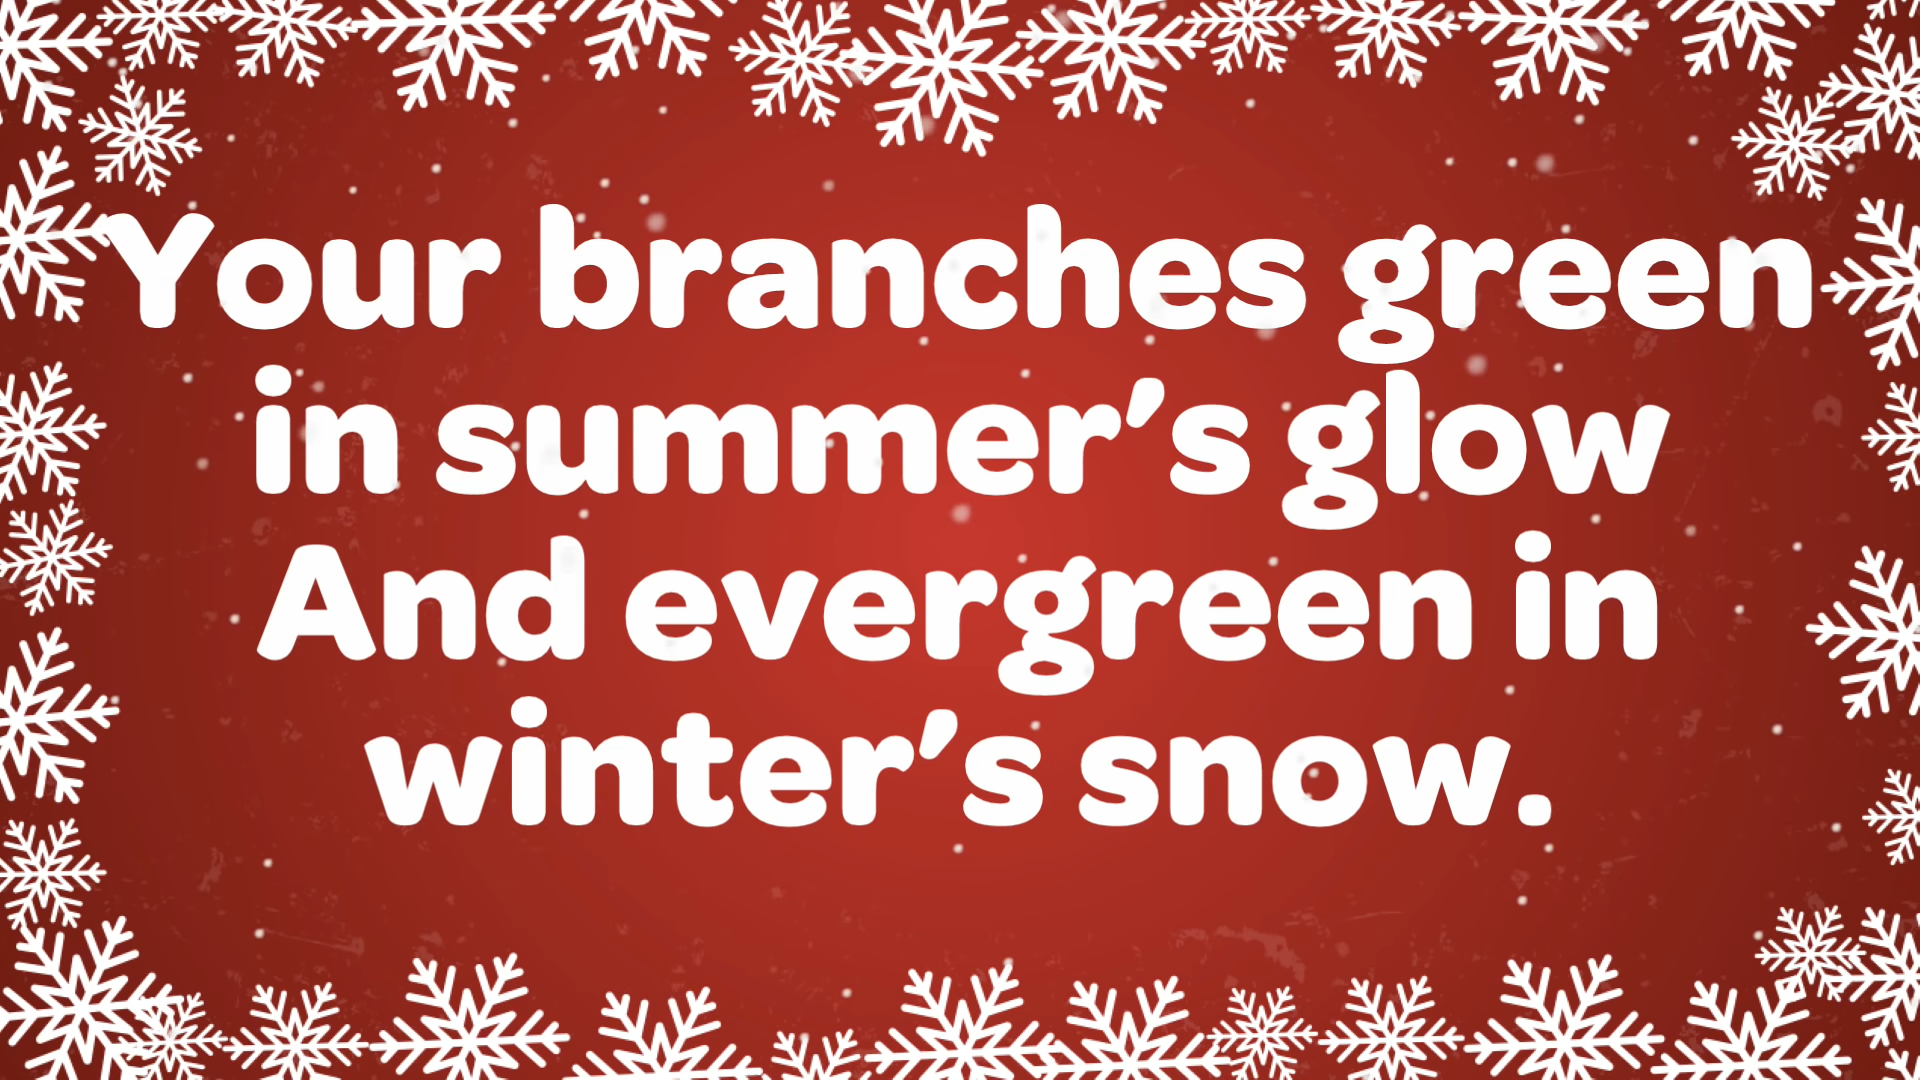 Your branches green
in summer's glow
And evergreen in
winter's snow.